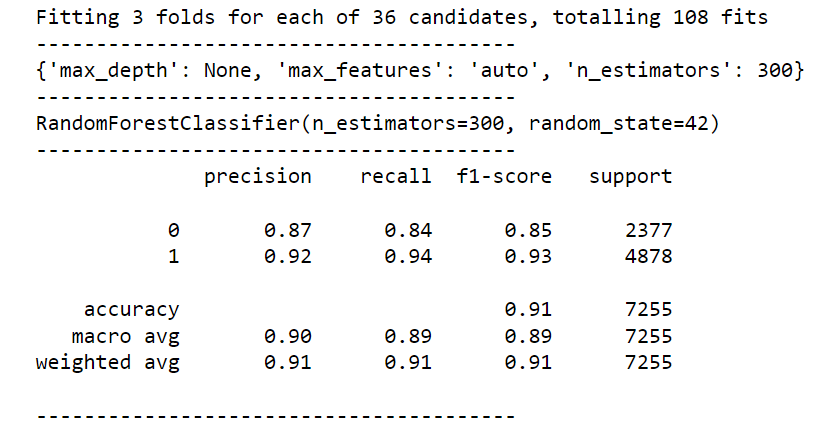 Fitting 3 folds for each of 36 candidates, totalling 108 fits
----------------------------------------
{'max_depth': None, 'max_features': 'auto', 'n_estimators': 300}
----------------------------------------
RandomForestClassifier(n_estimators=300, random_state=42)
----------------------------------------
              precision    recall  f1-score   support

           0       0.87      0.84      0.85      2377
           1       0.92      0.94      0.93      4878

    accuracy                           0.91      7255
   macro avg       0.90      0.89      0.89      7255
weighted avg       0.91      0.91      0.91      7255

----------------------------------------